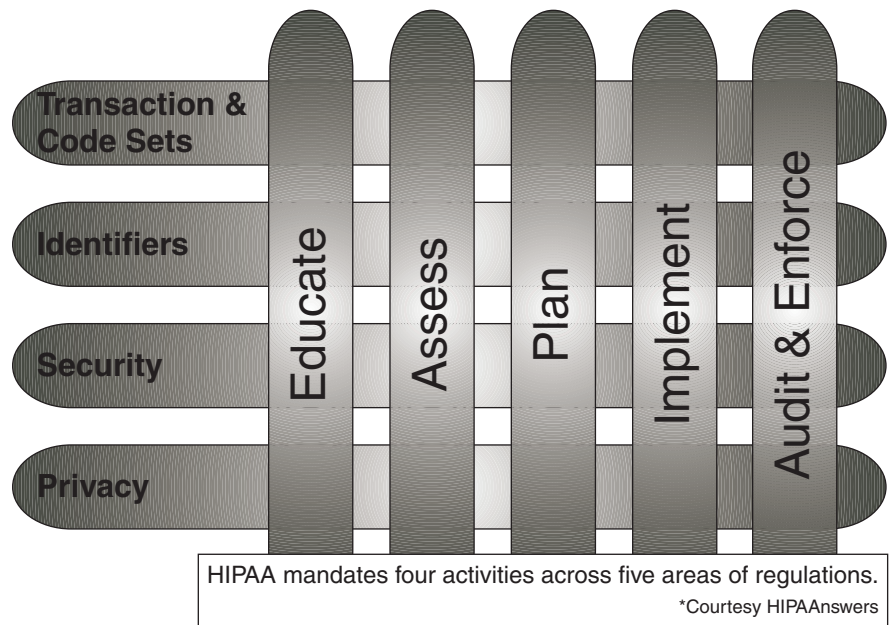 Transaction &
Code Sets
Identifiers
Security
Privacy
Educate
Assess
Plan
Implement
Audit & Enforce
HIPAA mandates four activities across five areas of regulations.
*Courtesy HIPAAnswers